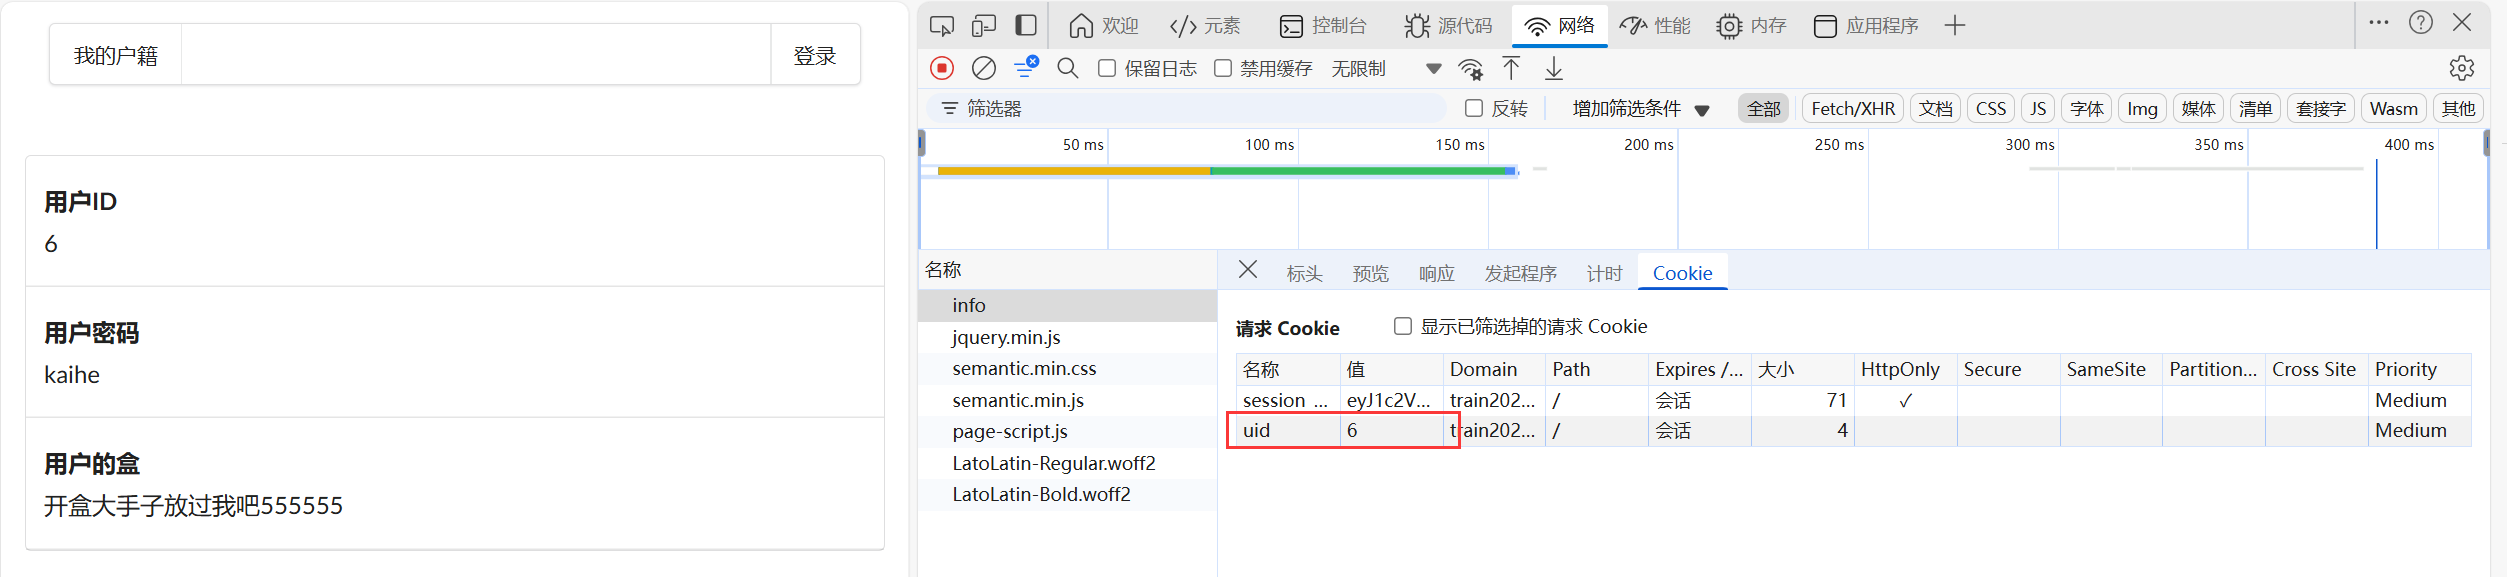 我的户籍
登录
用户ID
6
用户密码
kaihe
用户的盒
开盒大手子放过我吧555555
欢迎 元素 控制台 源代码 网络 性能 内存 应用程序
保留日志 禁用缓存 无限制
筛选器 反转 增加筛选条件 全部 Fetch/XHR 文档 CSS JS 字体 Img 媒体 清单 套接字 Wasm 其他
50 ms 100 ms 150 ms 200 ms 250 ms 300 ms 350 ms 400 ms
名称
info
jquery.min.js
semantic.min.css
semantic.min.js
page-script.js
LatoLatin-Regular.woff2
LatoLatin-Bold.woff2
标头 预览 响应 发起程序 计时 Cookie
请求 Cookie 显示已筛选掉的请求 Cookie
名称 值 Domain Path Expires /... 大小 HttpOnly Secure SameSite Partition... Cross Site Priority
session_... eyJ1c2V... train202... / 会话 71 ✓ Medium
uid 6 train202... / 会话 4 Medium